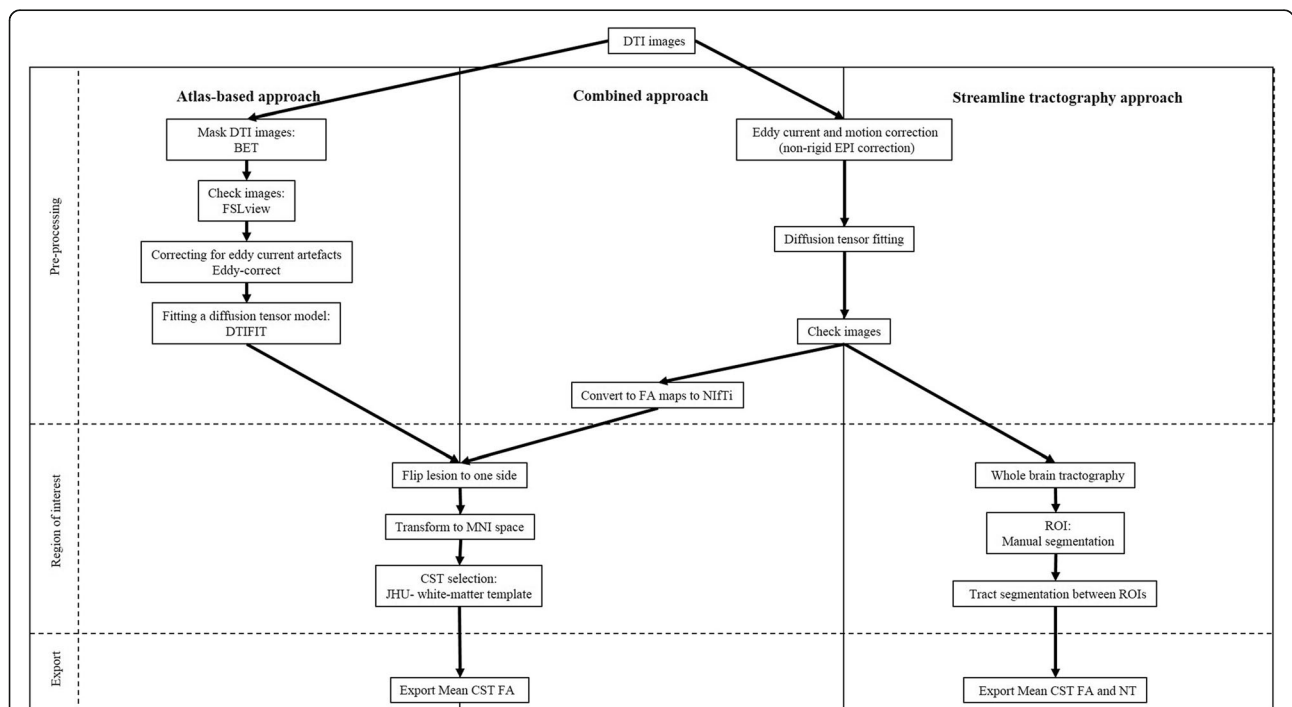 DTI images
Atlas-based approach
Combined approach
Streamline tractography approach
Pre-processing
Mask DTI images:
BET
Check images:
FSLview
Correcting for eddy current artefacts
Eddy-correct
Fitting a diffusion tensor model:
DTIFIT
Eddy current and motion correction
(non-rigid EPI correction)
Diffusion tensor fitting
Check images
Convert to FA maps to NIfTi
Region of interest
Flip lesion to one side
Transform to MNI space
CST selection:
JHU- white-matter template
Whole brain tractography
ROI:
Manual segmentation
Tract segmentation between ROIs
Export
Export Mean CST FA
Export Mean CST FA and NT